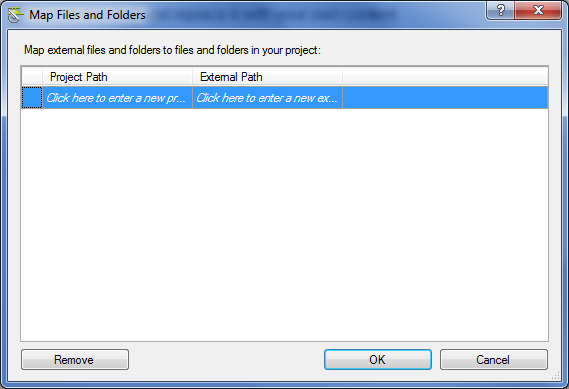 Map Files and Folders
Map external files and folders to files and folders in your project:
Project Path External Path
Click here to enter a new pr... Click here to enter a new ex...
Remove OK Cancel